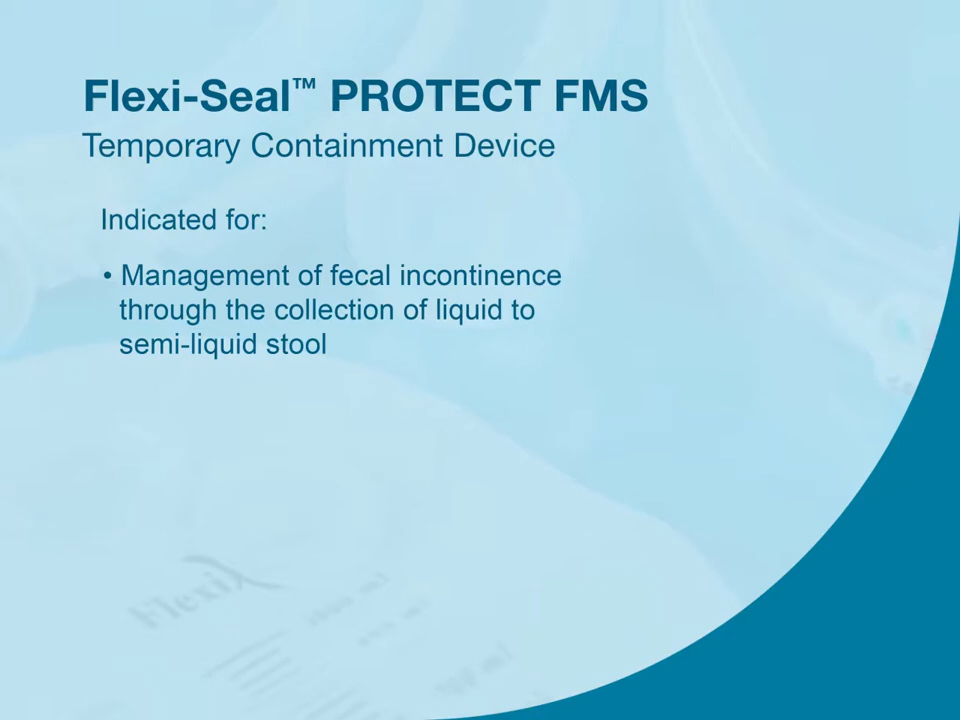 Flexi-Seal™ PROTECT FMS
Temporary Containment Device
Indicated for:
• Management of fecal incontinence
through the collection of liquid to
semi-liquid stool
Flexi